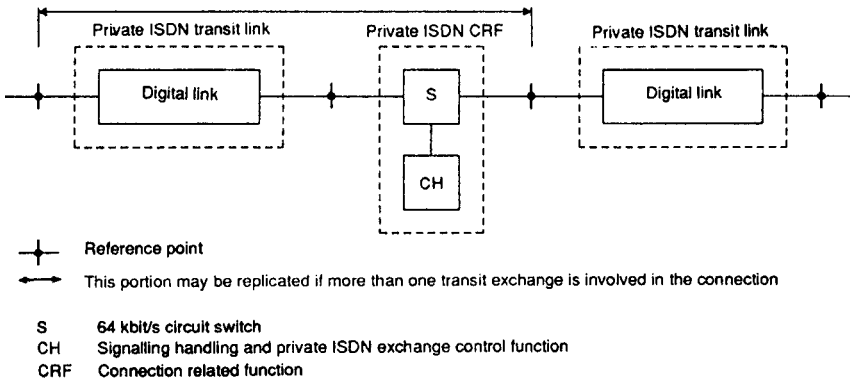 Private ISDN transit link
Private ISDN CRF
Private ISDN transit link
Digital link
S
Digital link
CH
Reference point
This portion may be replicated if more than one transit exchange is involved in the connection
S 64 kbit/s circuit switch
CH Signalling handling and private ISDN exchange control function
CRF Connection related function